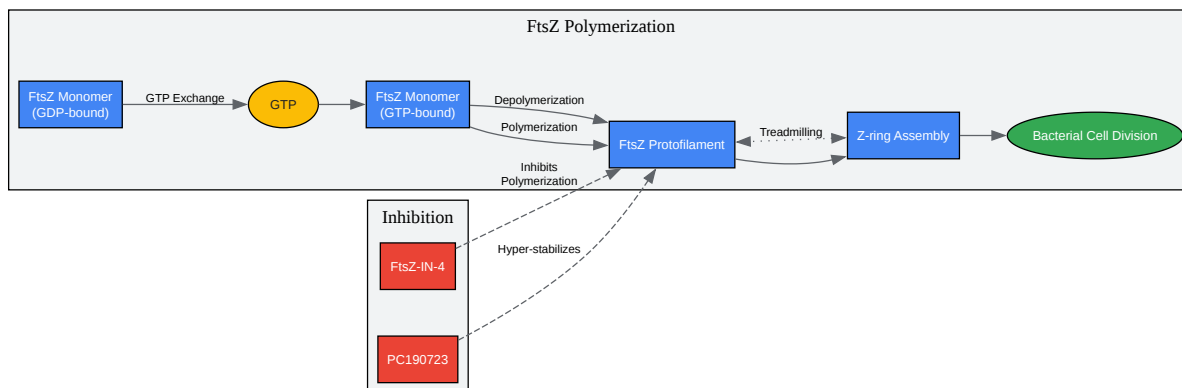 FtsZ Polymerization
FtsZ Monomer
(GDP-bound)
GTP Exchange
GTP
FtsZ Monomer
(GTP-bound)
Depolymerization
Polymerization
FtsZ Protofilament
Treadmilling
Z-ring Assembly
Bacterial Cell Division
Inhibits
Polymerization
Inhibition
FtsZ-IN-4
Hyper-stabilizes
PC190723